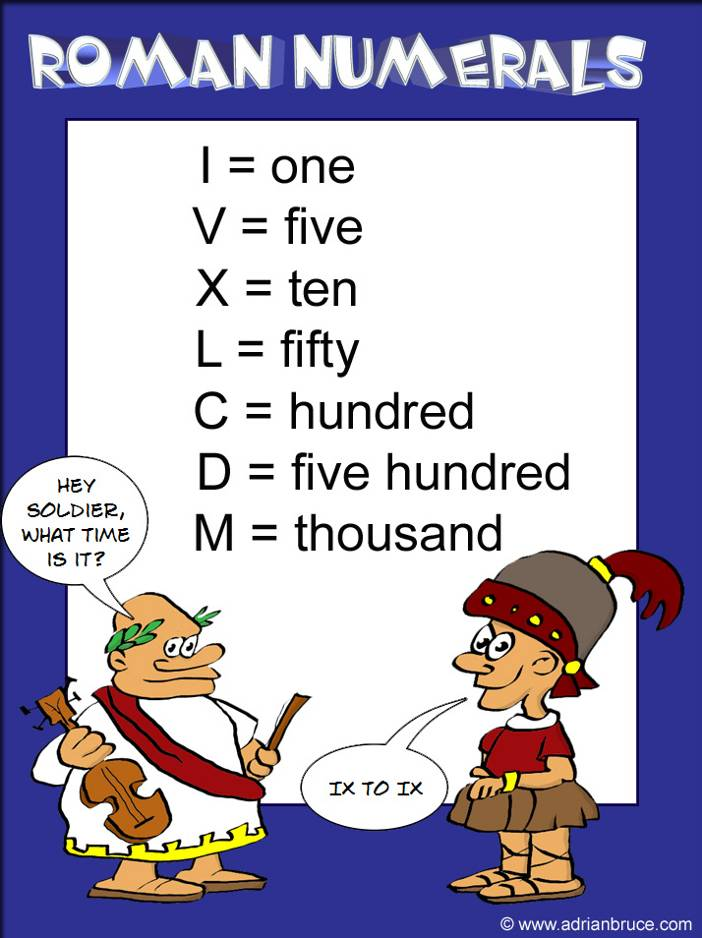 ROMAN NUMERALS
I = one
V = five
X = ten
L = fifty
C = hundred
D = five hundred
M = thousand
HEY
SOLDIER,
WHAT TIME
IS IT?
IX TO IX
© www.adrianbruce.com